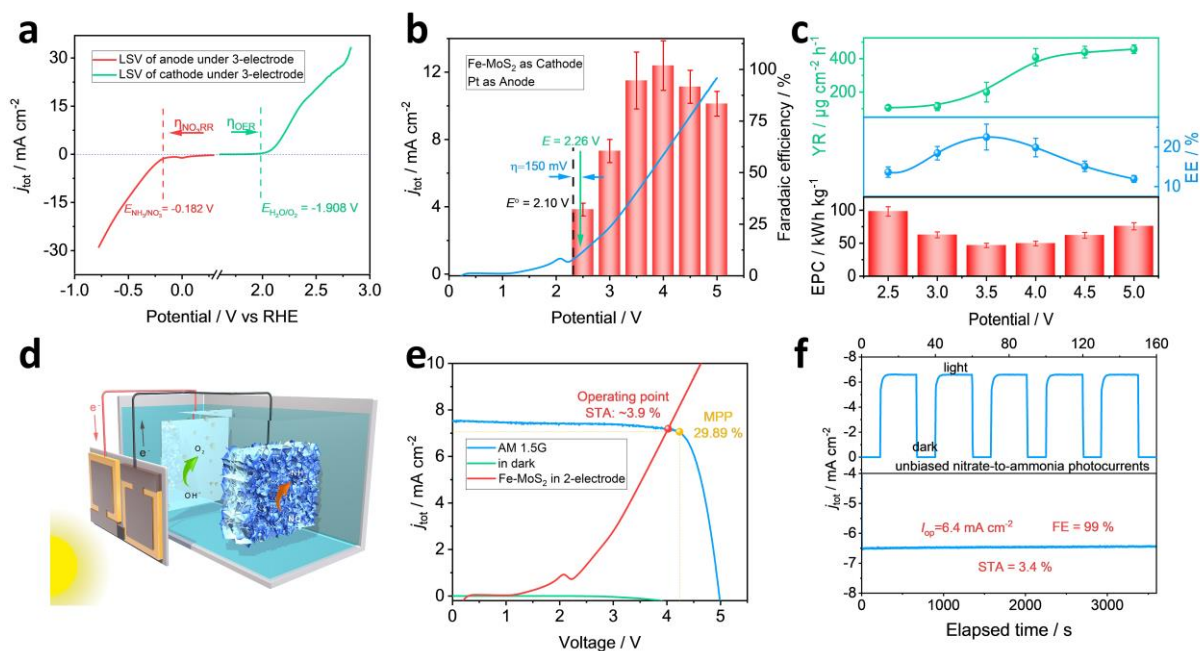 a
LSV of anode under 3-electrode
LSV of cathode under 3-electrode
ηNO₃RR
ηOER
ENH₃/NO₃ = -0.182 V
EH₂O/O₂ = -1.908 V
jtot / mA cm⁻²
30
15
0
-15
-30
-1.0
-0.5
0.0
2.0
2.5
3.0
Potential / V vs RHE
b
Fe-MoS₂ as Cathode
Pt as Anode
E = 2.26 V
η=150 mV
E⁰ = 2.10 V
jtot / mA cm⁻²
12
8
4
0
0
1
2
3
4
5
Potential / V
100
75
50
25
0
Faradaic efficiency / %
c
YR / μg cm⁻² h⁻¹
400
200
EE / %
20
10
EPC / kWh kg⁻¹
100
50
0
2.5
3.0
3.5
4.0
4.5
5.0
Potential / V
d
e⁻
e⁻
O₂
OH⁻
e
Operating point
STA: ~3.9 %
MPP
29.89 %
AM 1.5G
in dark
Fe-MoS₂ in 2-electrode
jtot / mA cm⁻²
10
8
6
4
2
0
0
1
2
3
4
5
6
Voltage / V
f
0
40
80
120
160
light
dark
unbiased nitrate-to-ammonia photocurrents
jtot / mA cm⁻²
-8
-6
-4
-2
0
-4
-5
-6
-7
-8
Iop=6.4 mA cm⁻²
FE = 99 %
STA = 3.4 %
0
1000
2000
3000
Elapsed time / s